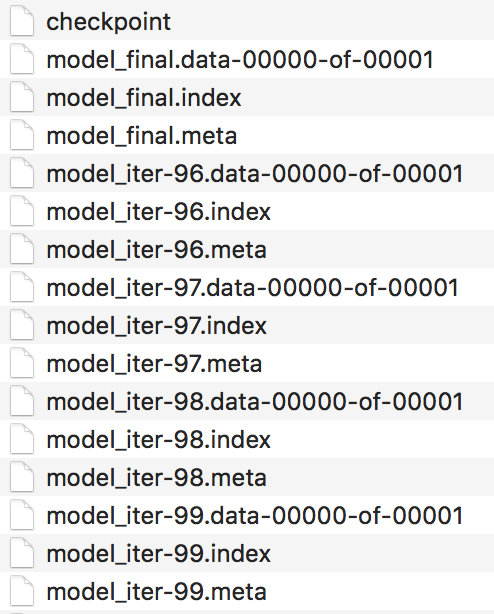 checkpoint
model_final.data-00000-of-00001
model_final.index
model_final.meta
model_iter-96.data-00000-of-00001
model_iter-96.index
model_iter-96.meta
model_iter-97.data-00000-of-00001
model_iter-97.index
model_iter-97.meta
model_iter-98.data-00000-of-00001
model_iter-98.index
model_iter-98.meta
model_iter-99.data-00000-of-00001
model_iter-99.index
model_iter-99.meta